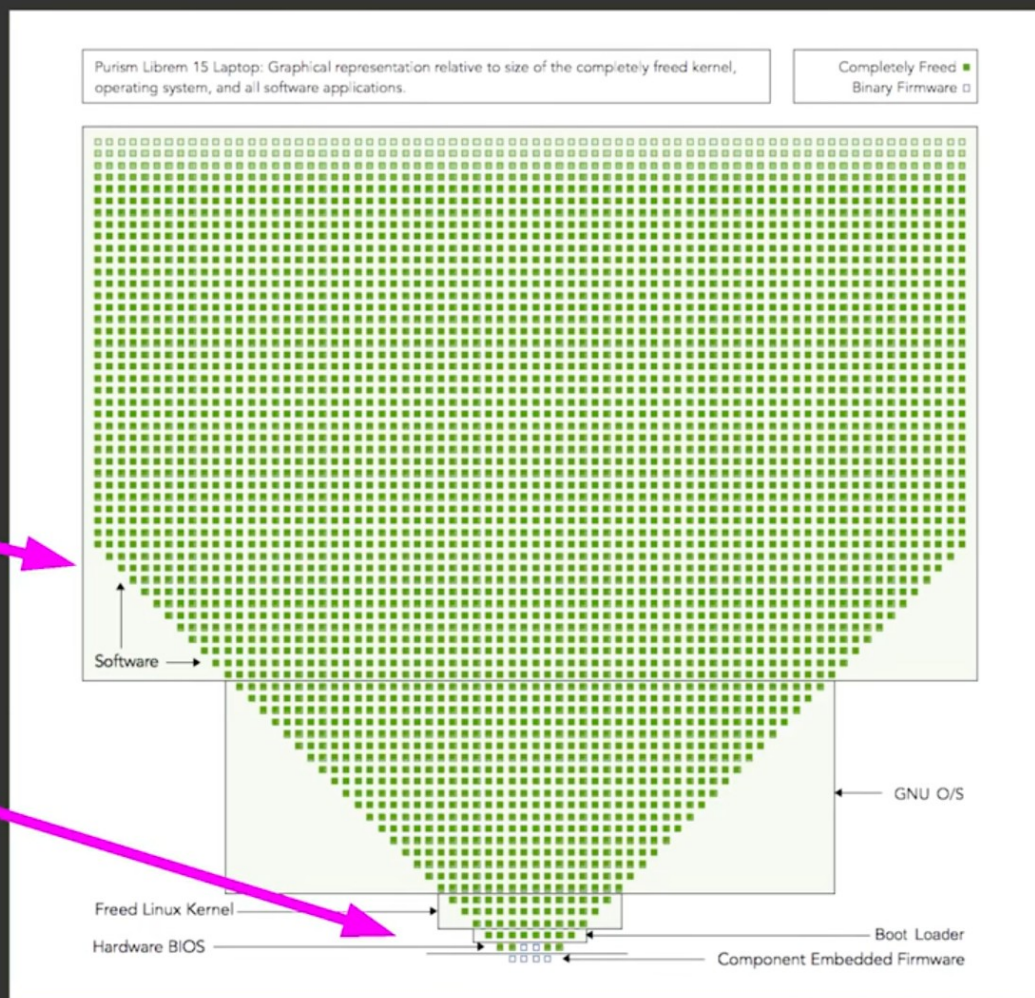 Purism Librem 15 Laptop: Graphical representation relative to size of the completely freed kernel,
operating system, and all software applications.
Completely Freed
Binary Firmware
Software
GNU O/S
Freed Linux Kernel
Boot Loader
Hardware BIOS
Component Embedded Firmware